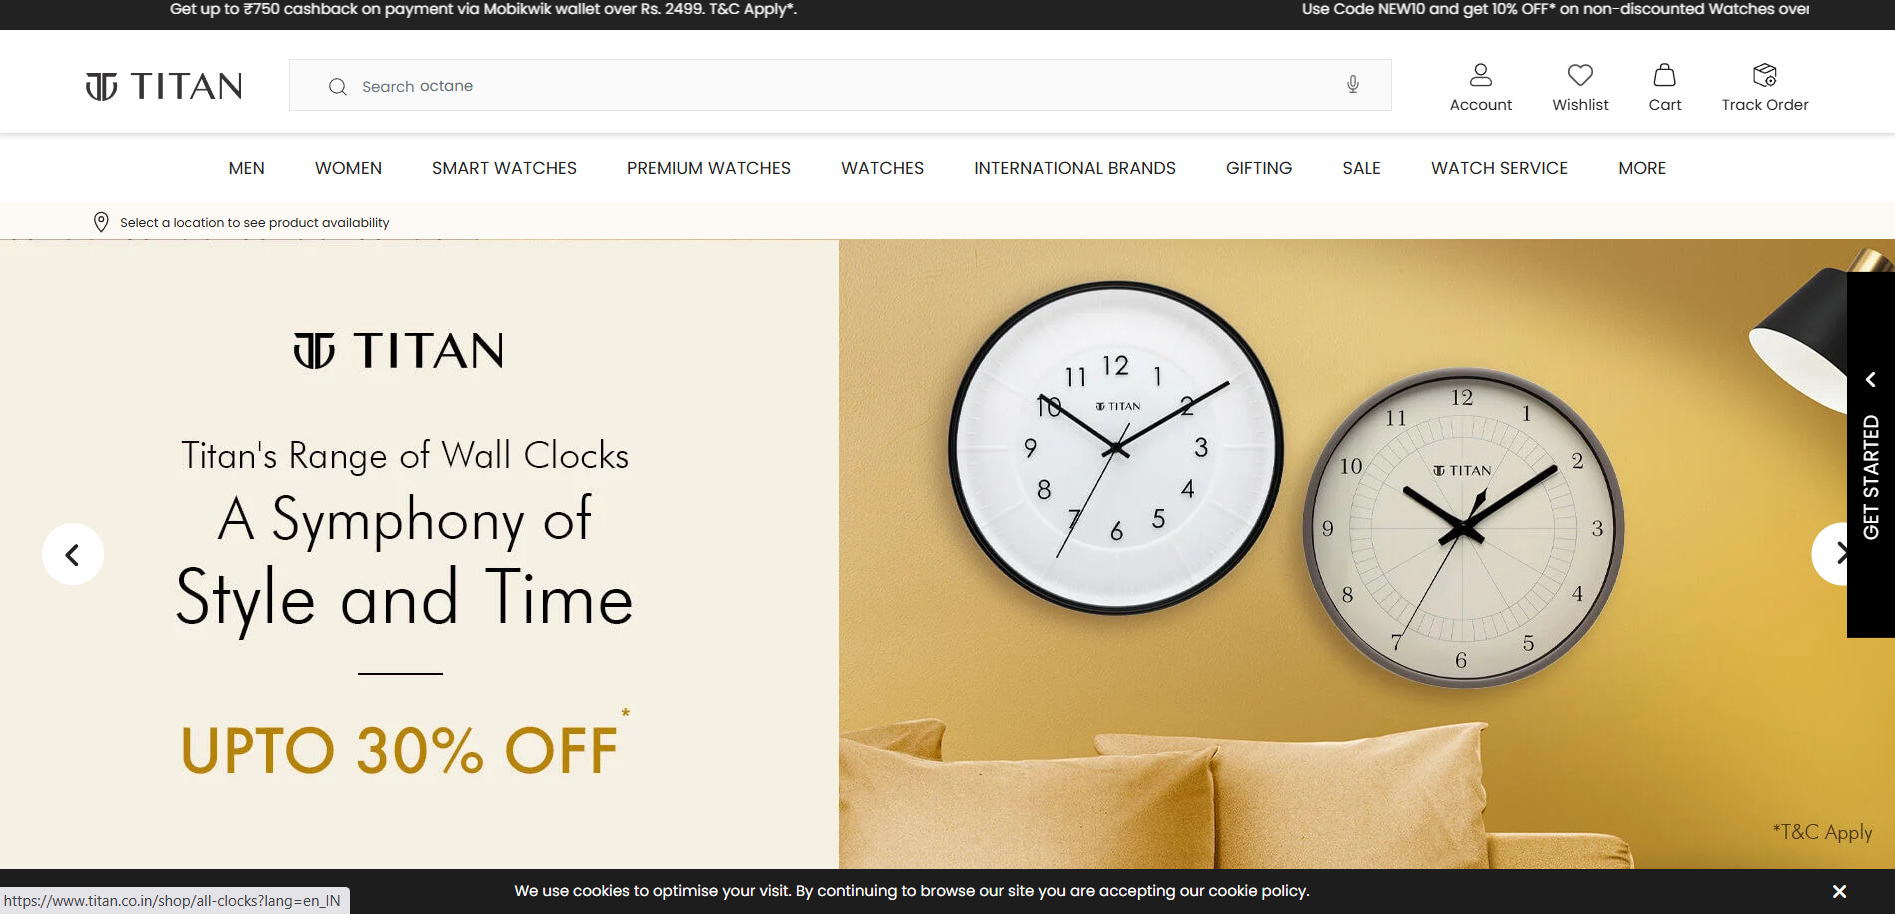 Get up to ₹750 cashback on payment via Mobikwik wallet over Rs. 2499. T&C Apply*.
Use Code NEW10 and get 10% OFF* on non-discounted Watches over
TITAN
Search octane
Account
Wishlist
Cart
Track Order
MEN
WOMEN
SMART WATCHES
PREMIUM WATCHES
WATCHES
INTERNATIONAL BRANDS
GIFTING
SALE
WATCH SERVICE
MORE
Select a location to see product availability
TITAN
Titan's Range of Wall Clocks
A Symphony of
Style and Time
UPTO 30% OFF*
12
1
2
3
4
5
6
7
8
9
10
11
TITAN
12
1
2
3
4
5
6
7
8
9
10
11
TITAN
GET STARTED
*T&C Apply
We use cookies to optimise your visit. By continuing to browse our site you are accepting our cookie policy.
https://www.titan.co.in/shop/all-clocks?lang=en_IN